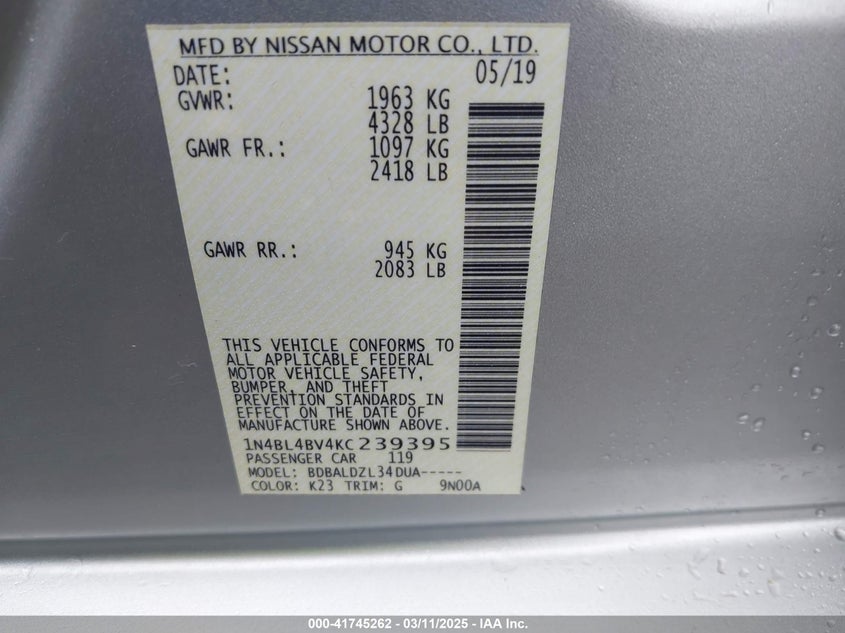 MFD BY NISSAN MOTOR CO., LTD.
DATE: 05/19
GVWR: 1963 KG
4328 LB
GAWR FR.: 1097 KG
2418 LB
GAWR RR.: 945 KG
2083 LB
THIS VEHICLE CONFORMS TO
ALL APPLICABLE FEDERAL
MOTOR VEHICLE SAFETY,
BUMPER, AND THEFT
PREVENTION STANDARDS IN
EFFECT ON THE DATE OF
MANUFACTURE SHOWN ABOVE.
1N4BL4BV4KC239395
PASSENGER CAR 119
MODEL: BDBALDZL34DUA-----
COLOR: K23 TRIM: G 9N00A
000-41745262 - 03/11/2025 - IAA Inc.